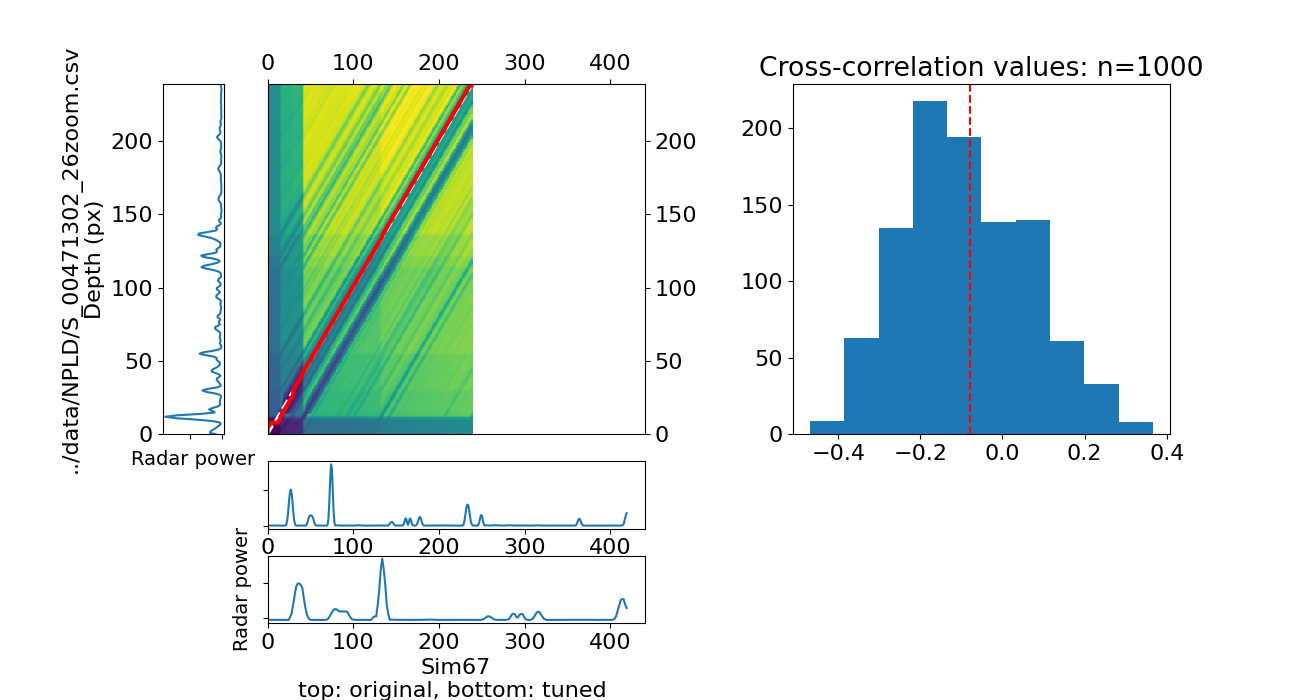 0 100 200 300 400
Cross-correlation values: n=1000
../data/NPLD/S_00471302_26zoom.csv
Depth (px)
200
150
100
50
0
200
150
100
50
0
200
150
100
50
0
−0.4 −0.2 0.0 0.2 0.4
Radar power
0 100 200 300 400
Radar power
0 100 200 300 400
Sim67
top: original, bottom: tuned